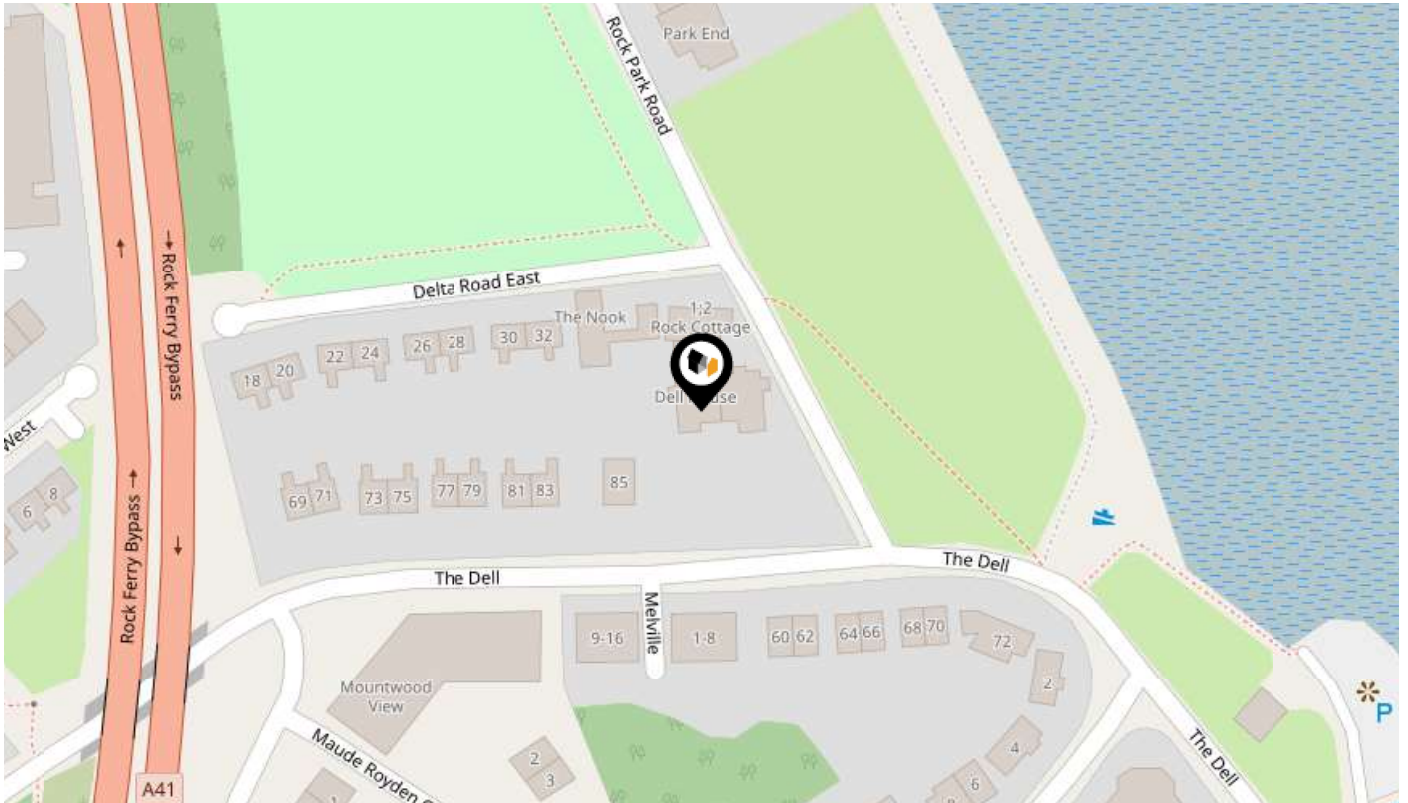 Park End
Rock Park Road
→Rock Ferry Bypass
Delta Road East
The Nook
1;2
Rock Cottage
18
20
22
24
26
28
30
32
Dell
West
6
8
69
71
73
75
77
79
81
83
85
Rock Ferry Bypass →
The Dell
The Dell
Melville
9-16
1-8
60
62
64
66
68
70
72
2
4
6
Mountwood
View
Maude Royden
2
3
The Dell
P
A41